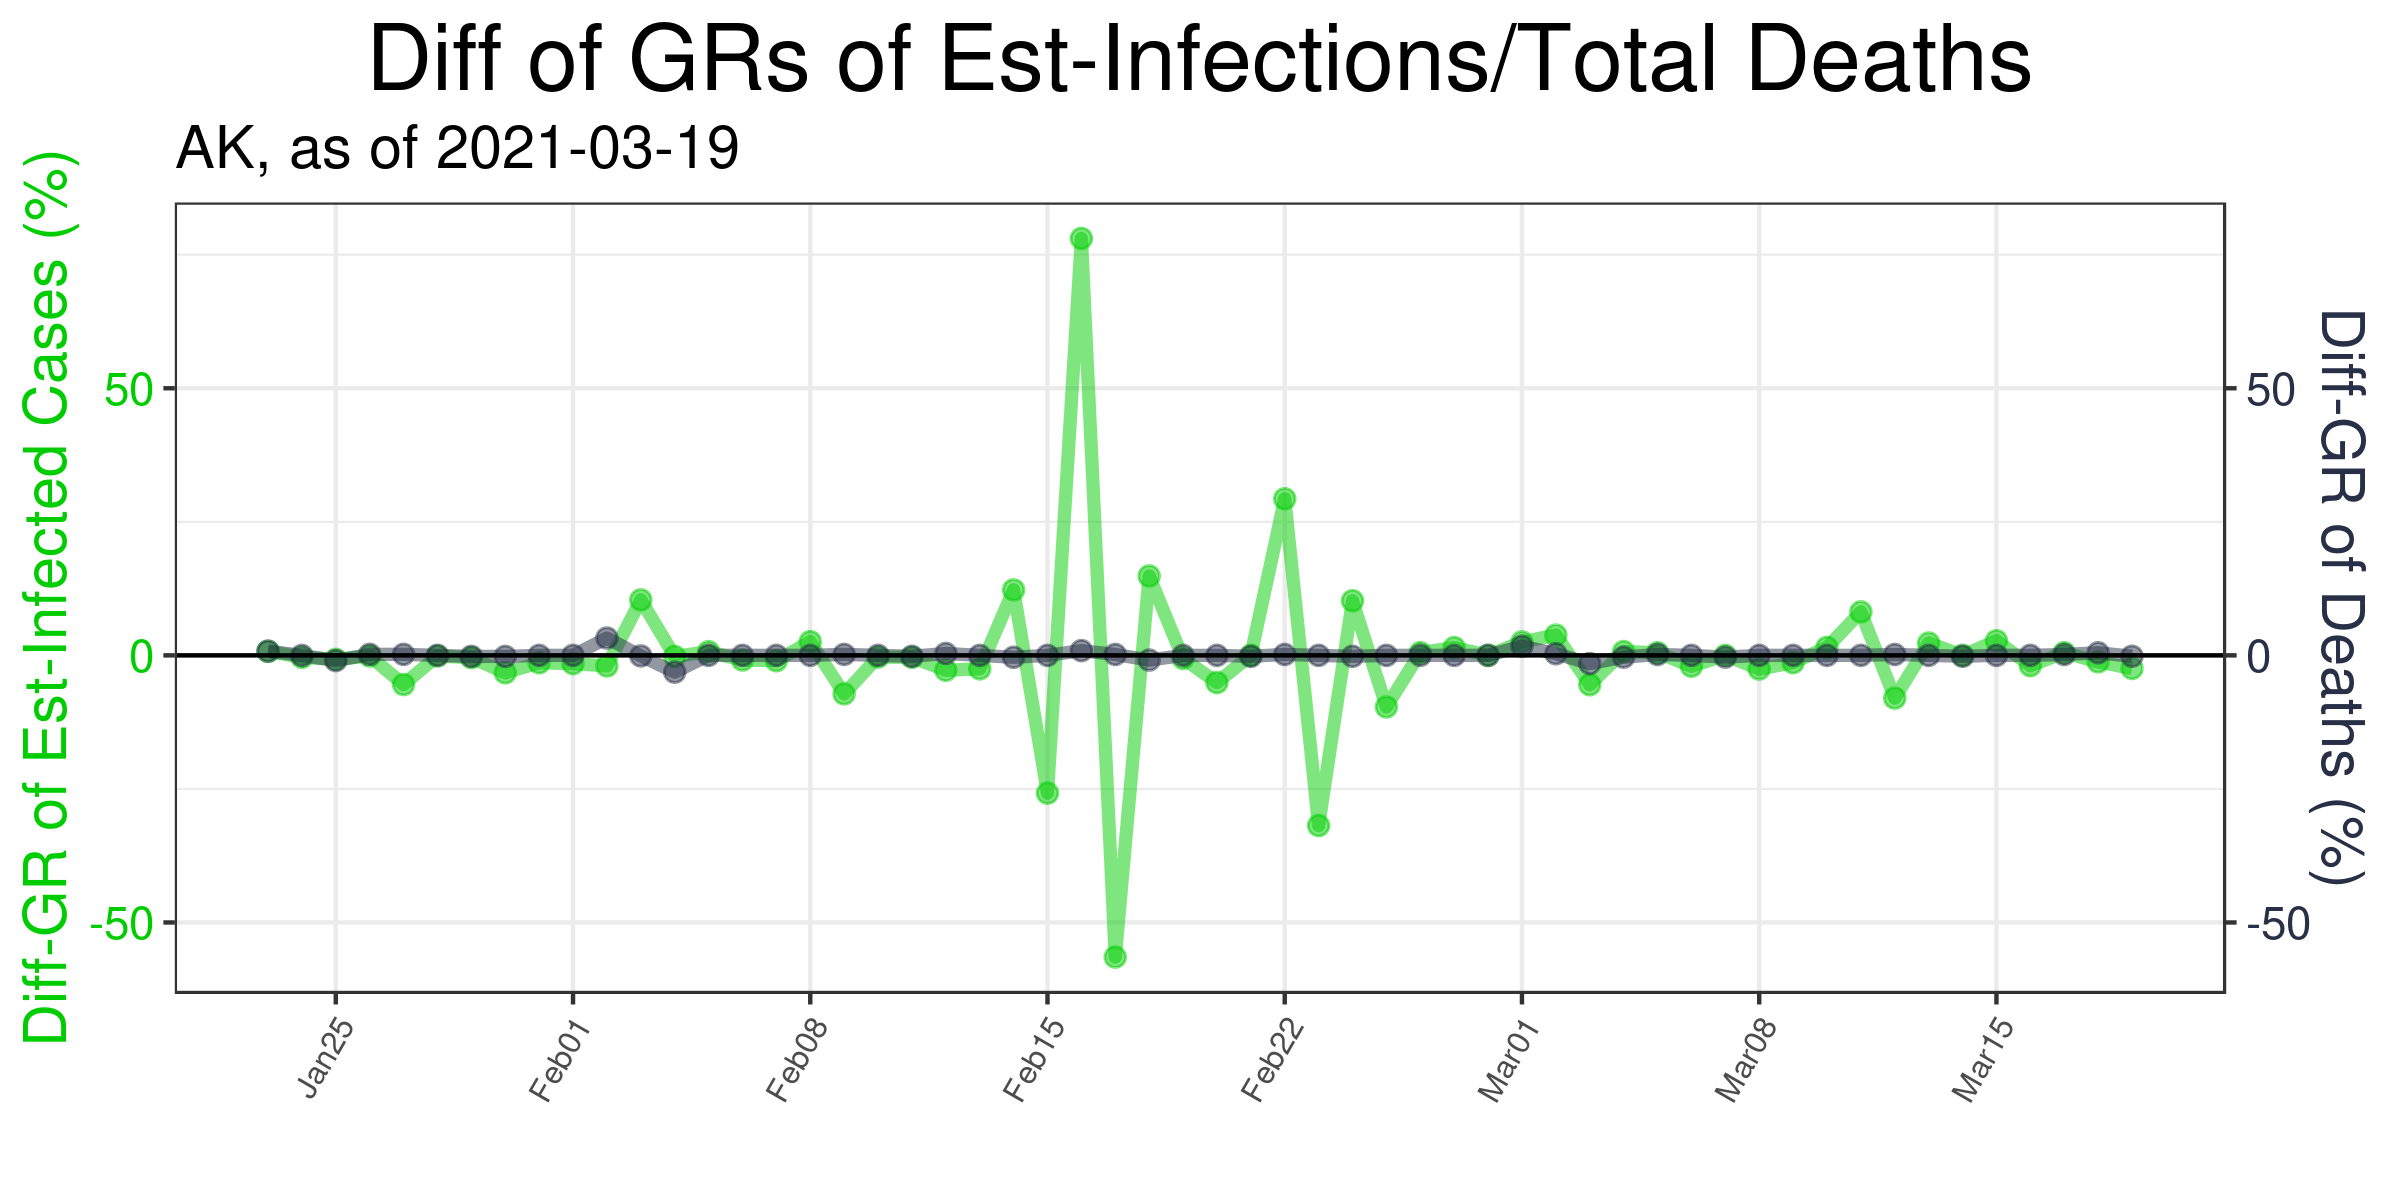 Diff of GRs of Est-Infections/Total Deaths
AK, as of 2021-03-19
Diff-GR of Est-Infected Cases (%)
50
0
-50
50
0
-50
Diff-GR of Deaths (%)
Jan25
Feb01
Feb08
Feb15
Feb22
Mar01
Mar08
Mar15